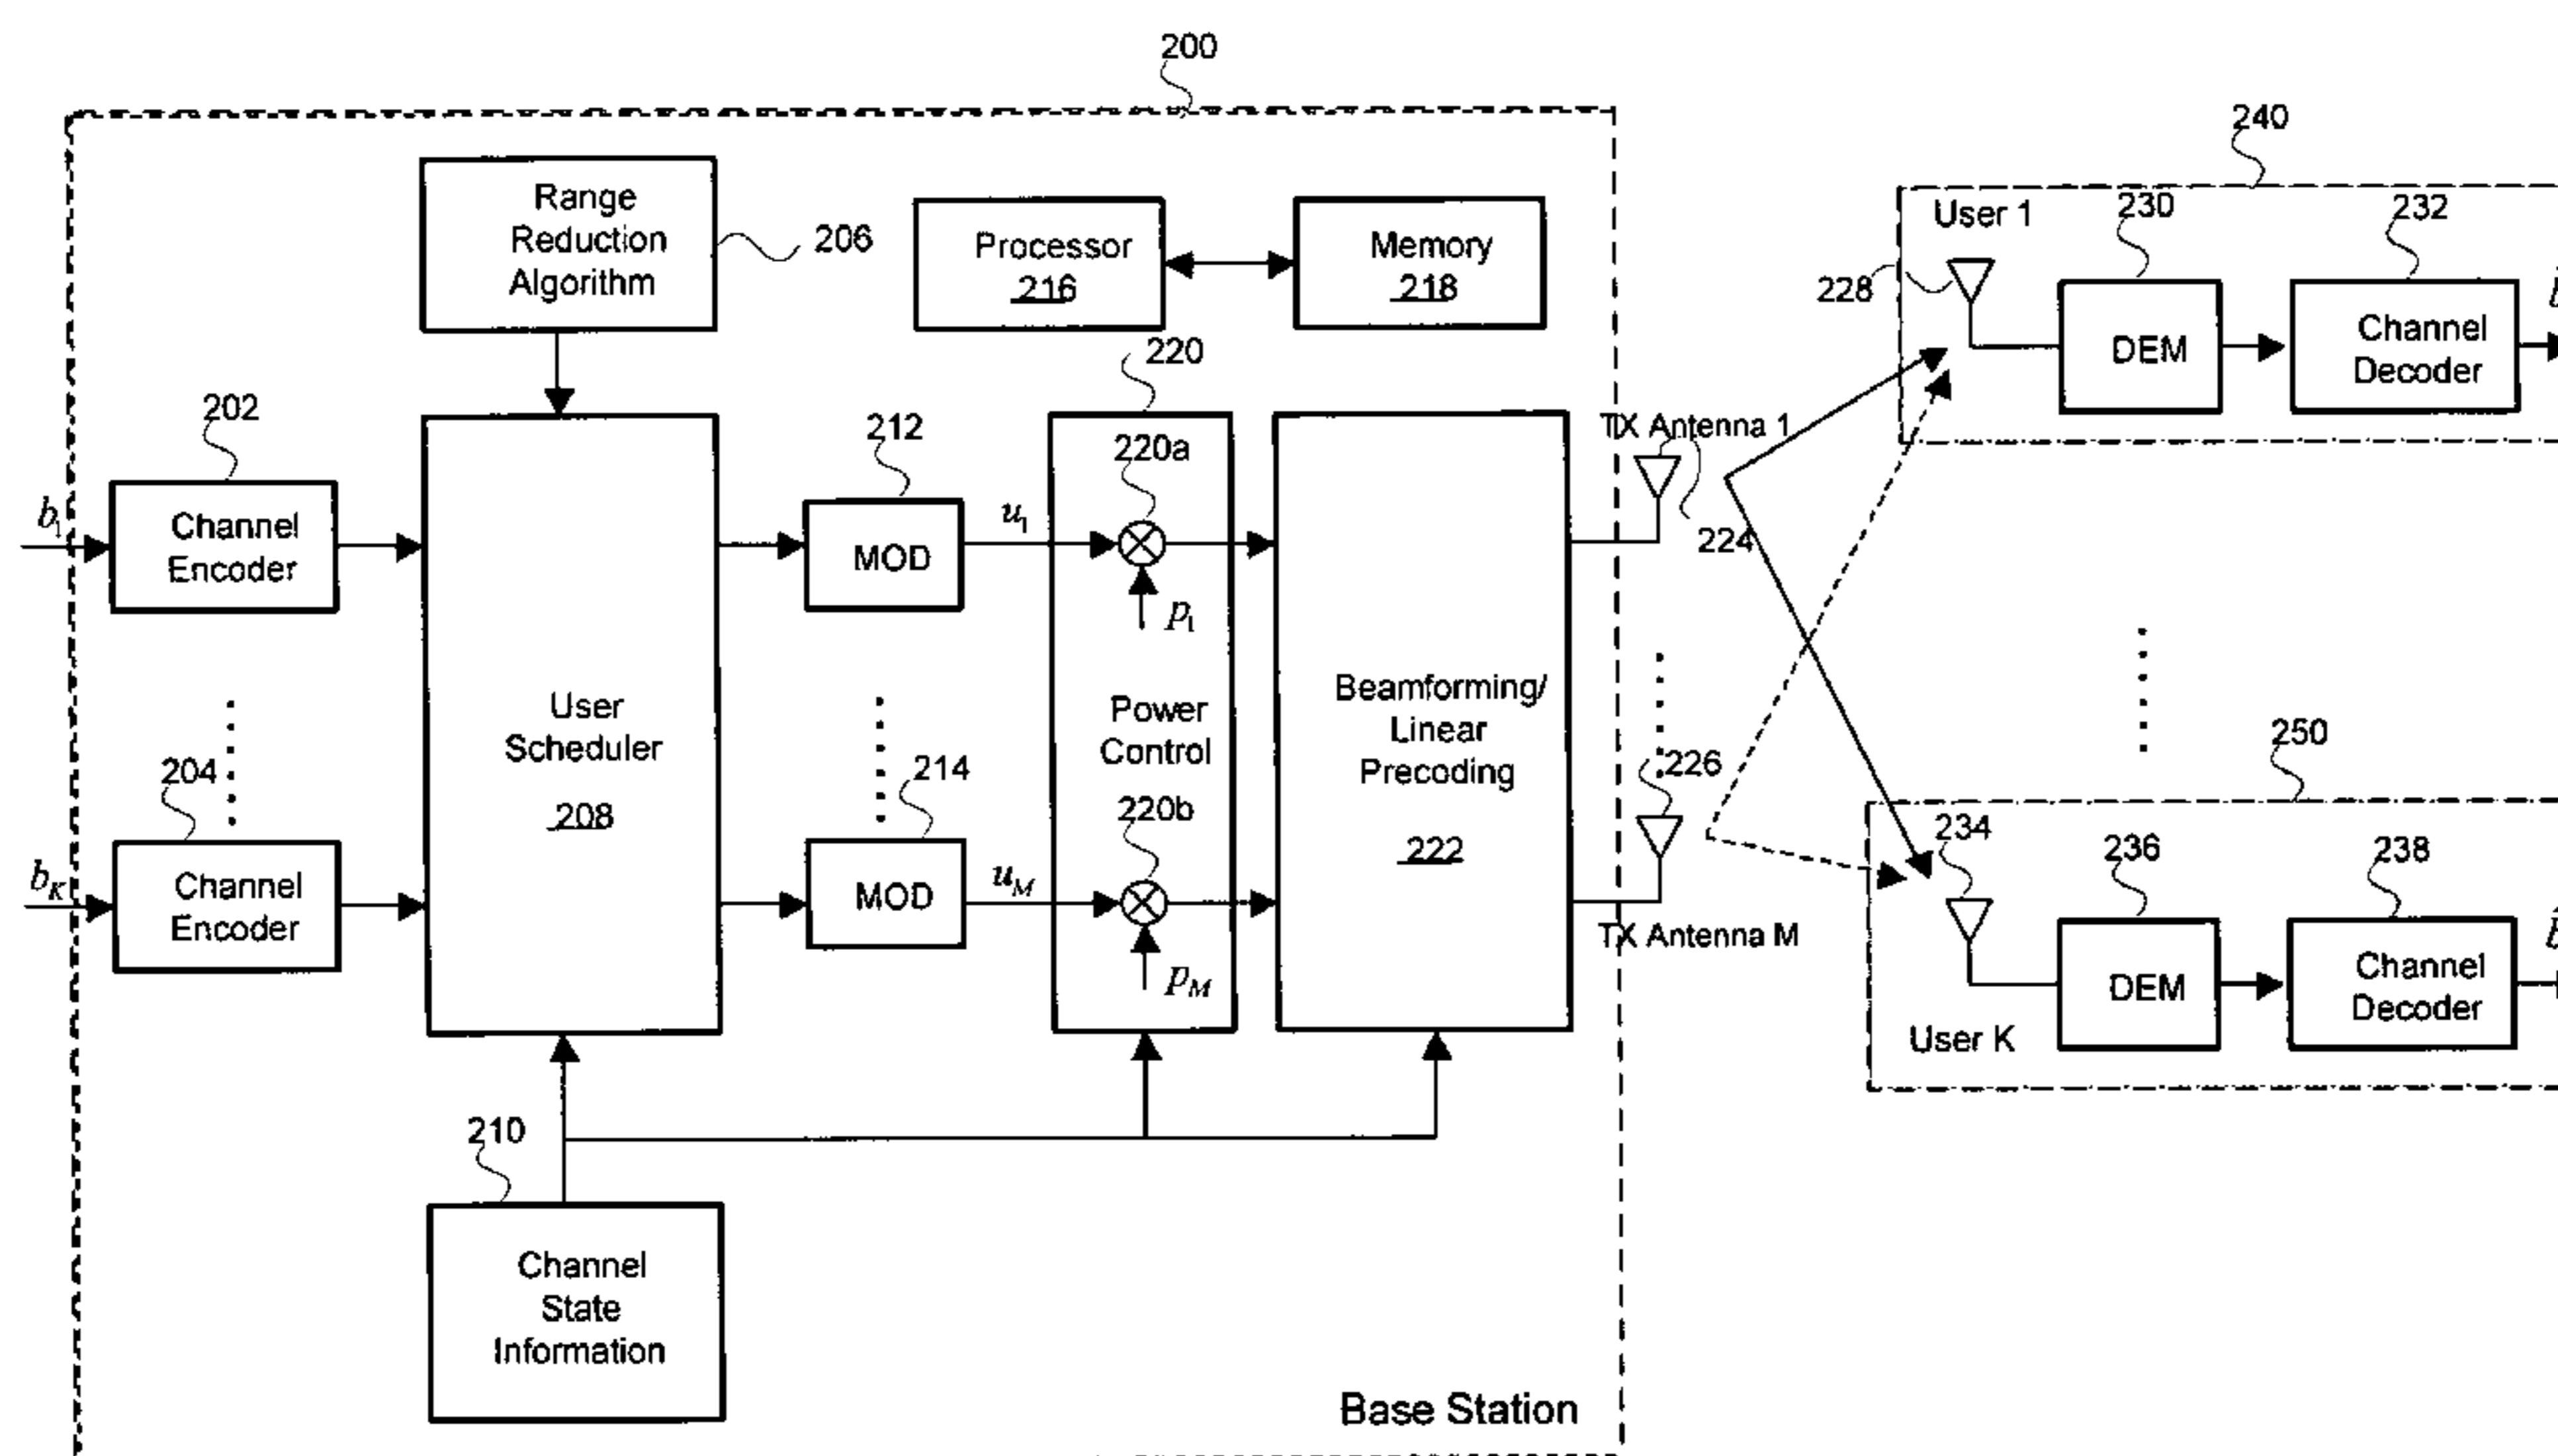 200
240
Range
Reduction
Algorithm
206
Processor
216
Memory
218
User 1
230
232
228
DEM
Channel
Decoder
220
202
212
220a
TX Antenna 1
b1
Channel
Encoder
MOD
u1
224
p1
User
Scheduler
208
Power
Control
Beamforming/
Linear
Precoding
222
226
250
204
214
220b
234
236
238
bK
Channel
Encoder
MOD
uM
TX Antenna M
pM
DEM
Channel
Decoder
User K
210
Channel
State
Information
Base Station